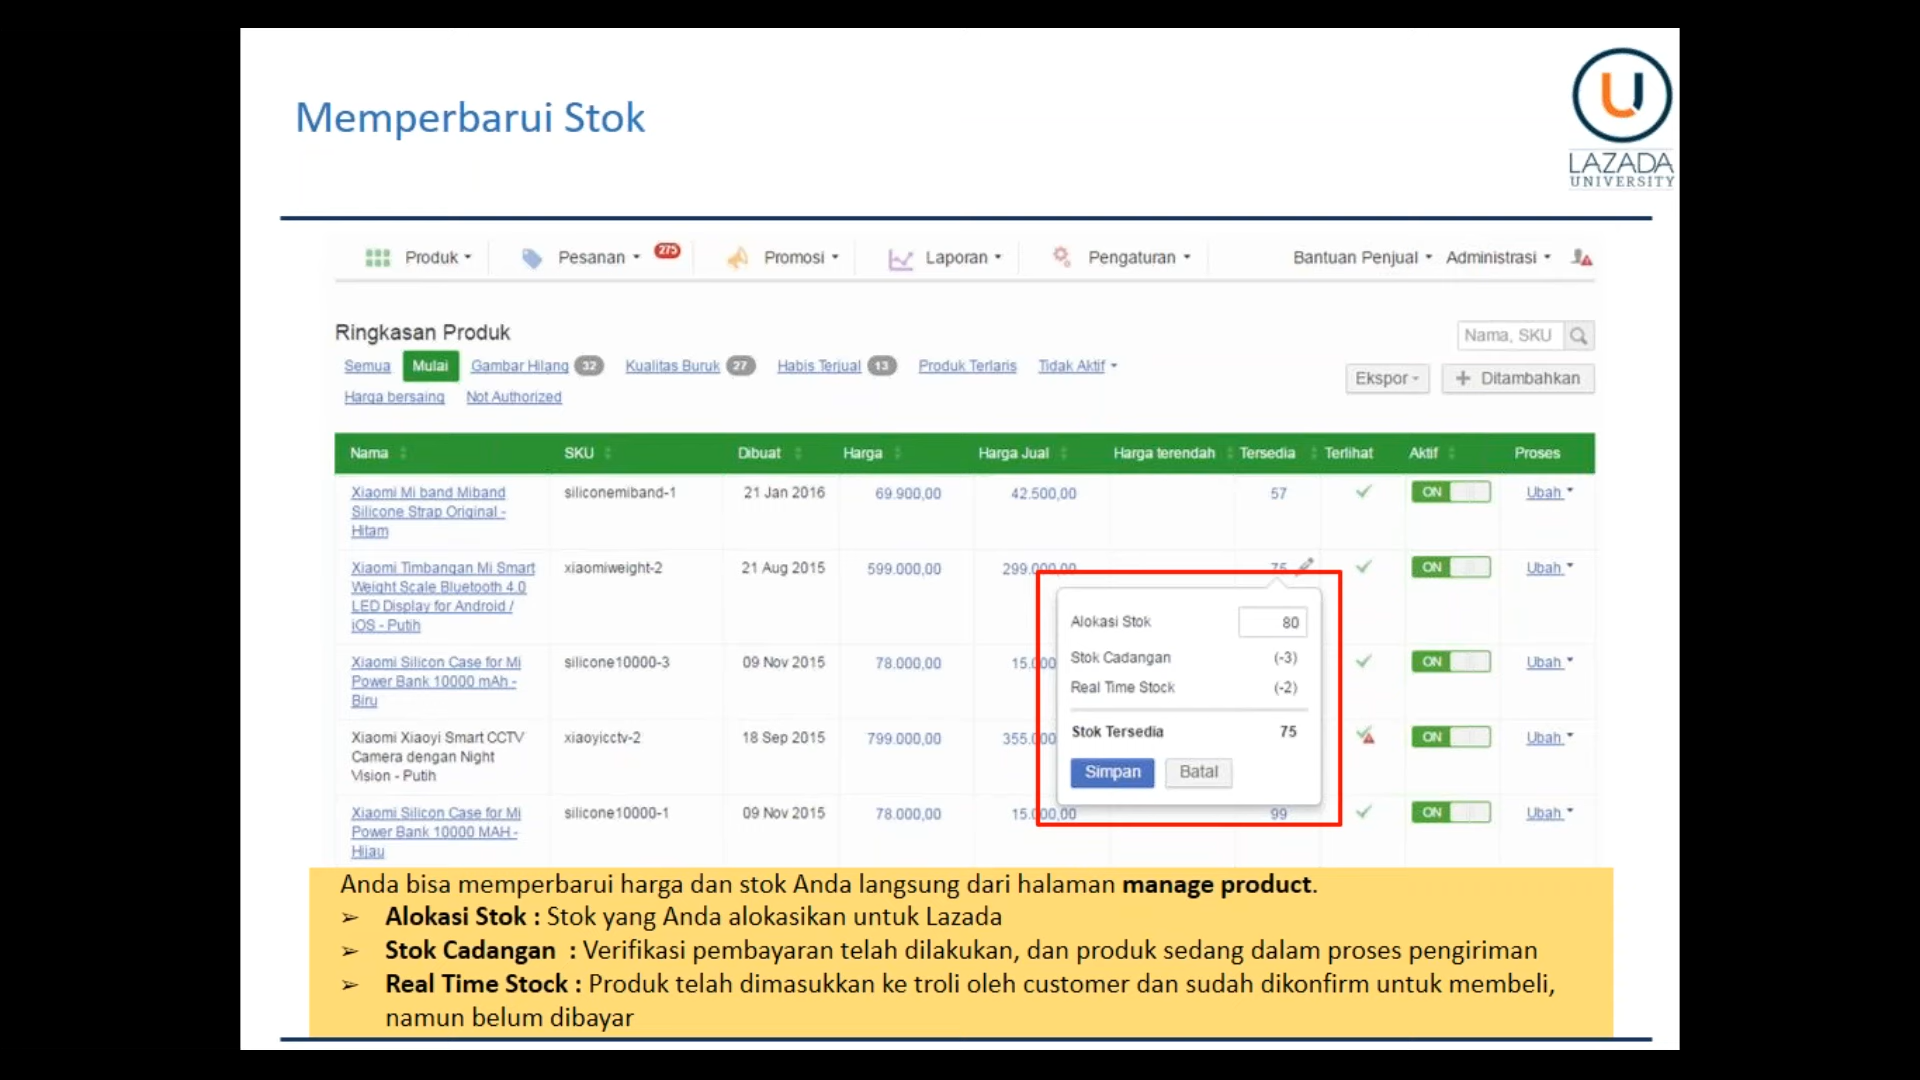 Memperbarui Stok
LAZADA
UNIVERSITY
Produk Pesanan 275 Promosi Laporan Pengaturan Bantuan Penjual Administrasi
Ringkasan Produk
Nama, SKU
Semua Mulai Gambar Hilang 32 Kualitas Buruk 27 Habis Terjual 13 Produk Terlaris Tidak Aktif
Ekspor + Ditambahkan
Harga bersaing Not Authorized
Nama SKU Dibuat Harga Harga Jual Harga terendah Tersedia Terlihat Aktif Proses
Xiaomi Mi band Miband siliconemiband-1 21 Jan 2016 69.900,00 42.500,00 57 ON Ubah
Silicone Strap Original -
Hitam
Xiaomi Timbangan Mi Smart xiaomiweight-2 21 Aug 2015 599.000,00 299.000,00 75 ON Ubah
Weight Scale Bluetooth 4.0
LED Display for Android /
iOS - Putih
Alokasi Stok 80
Stok Cadangan (-3)
Real Time Stock (-2)
Stok Tersedia 75
Simpan Batal
Xiaomi Silicon Case for Mi silicone10000-3 09 Nov 2015 78.000,00 15.000 ON Ubah
Power Bank 10000 mAh -
Biru
Xiaomi Xiaoyi Smart CCTV xiaoyicctv-2 18 Sep 2015 799.000,00 355.000 ON Ubah
Camera dengan Night
Vision - Putih
Xiaomi Silicon Case for Mi silicone10000-1 09 Nov 2015 78.000,00 15.000,00 99 ON Ubah
Power Bank 10000 MAH -
Hijau
Anda bisa memperbarui harga dan stok Anda langsung dari halaman manage product.
➢ Alokasi Stok : Stok yang Anda alokasikan untuk Lazada
➢ Stok Cadangan : Verifikasi pembayaran telah dilakukan, dan produk sedang dalam proses pengiriman
➢ Real Time Stock : Produk telah dimasukkan ke troli oleh customer dan sudah dikonfirm untuk membeli,
namun belum dibayar